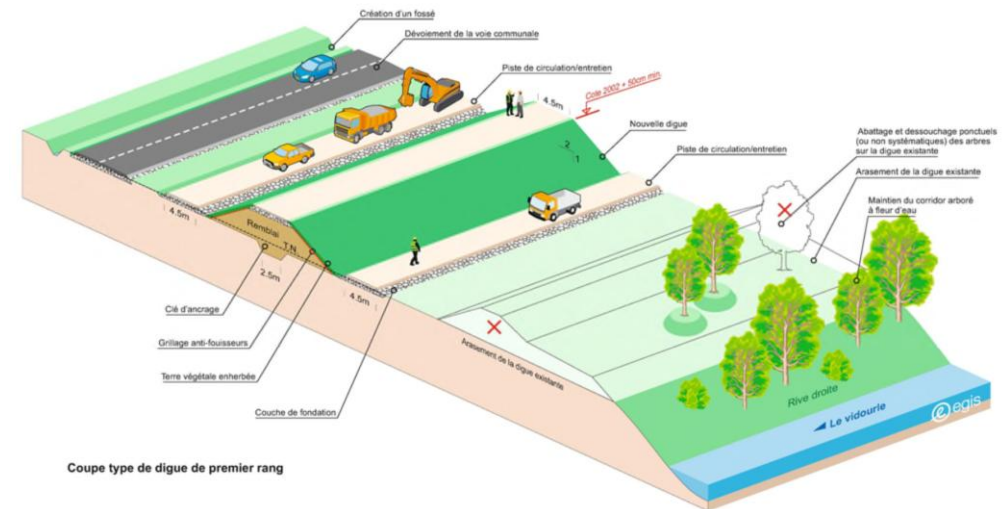 Création d'un fossé
Dévoiement de la voie communale
Piste de circulation/entretien
4.5m
Cote 2002 + 50cm min.
Nouvelle digue
2
1
Piste de circulation/entretien
Abattage et dessouchage ponctuels
(ou non systématiques) des arbres
sur la digue existante
Arasement de la digue existante
Maintien du corridor arboré
à fleur d'eau
4.5m
Remblai
T.N
2.5m
4.5m
Clé d'ancrage
Grillage anti-fouisseurs
Terre végétale enherbée
Couche de fondation
Arasement de la digue existante
Rive droite
Le vidourle
egis
Coupe type de digue de premier rang